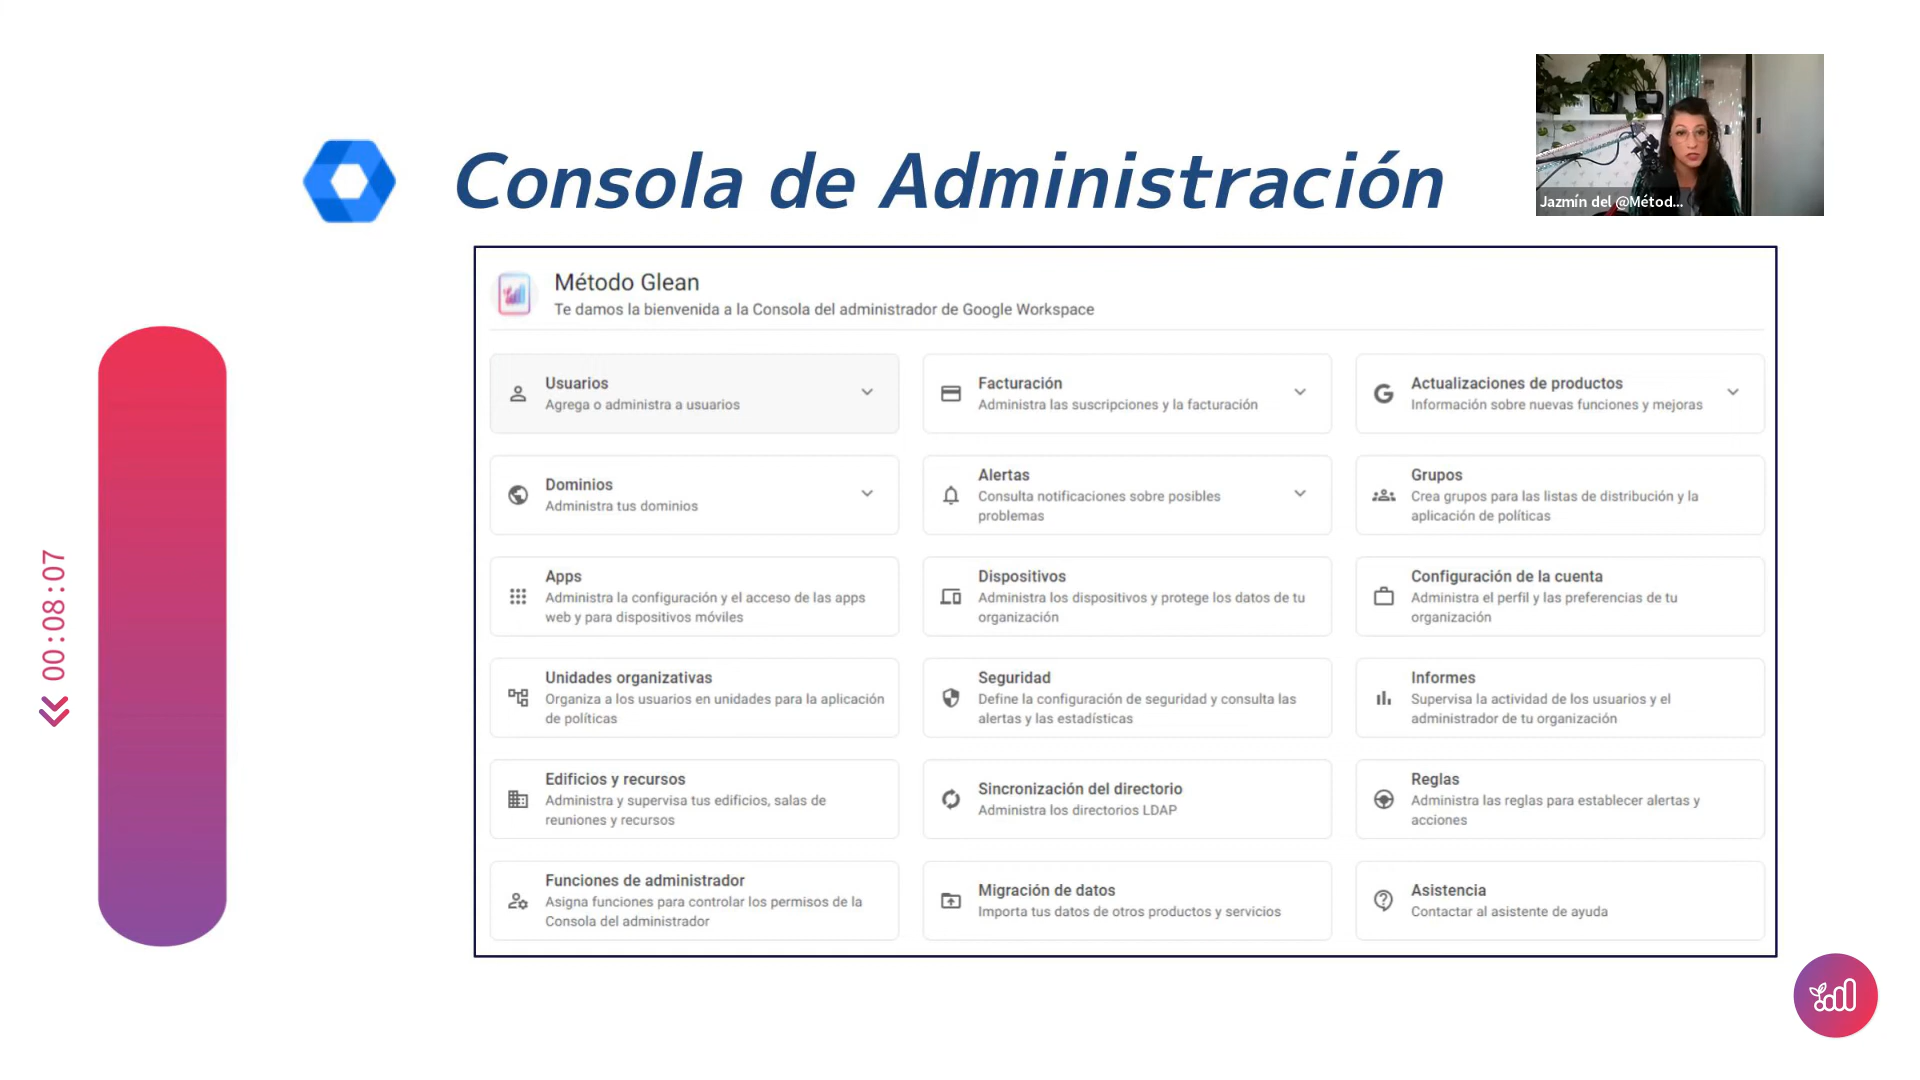 Consola de Administración
Jazmín del @Métod...
Método Glean
Te damos la bienvenida a la Consola del administrador de Google Workspace
Usuarios
Agrega o administra a usuarios
Facturación
Administra las suscripciones y la facturación
Actualizaciones de productos
Información sobre nuevas funciones y mejoras
Dominios
Administra tus dominios
Alertas
Consulta notificaciones sobre posibles
problemas
Grupos
Crea grupos para las listas de distribución y la
aplicación de políticas
Apps
Administra la configuración y el acceso de las apps
web y para dispositivos móviles
Dispositivos
Administra los dispositivos y protege los datos de tu
organización
Configuración de la cuenta
Administra el perfil y las preferencias de tu
organización
Unidades organizativas
Organiza a los usuarios en unidades para la aplicación
de políticas
Seguridad
Define la configuración de seguridad y consulta las
alertas y las estadísticas
Informes
Supervisa la actividad de los usuarios y el
administrador de tu organización
Edificios y recursos
Administra y supervisa tus edificios, salas de
reuniones y recursos
Sincronización del directorio
Administra los directorios LDAP
Reglas
Administra las reglas para establecer alertas y
acciones
Funciones de administrador
Asigna funciones para controlar los permisos de la
Consola del administrador
Migración de datos
Importa tus datos de otros productos y servicios
Asistencia
Contactar al asistente de ayuda
00:08:07